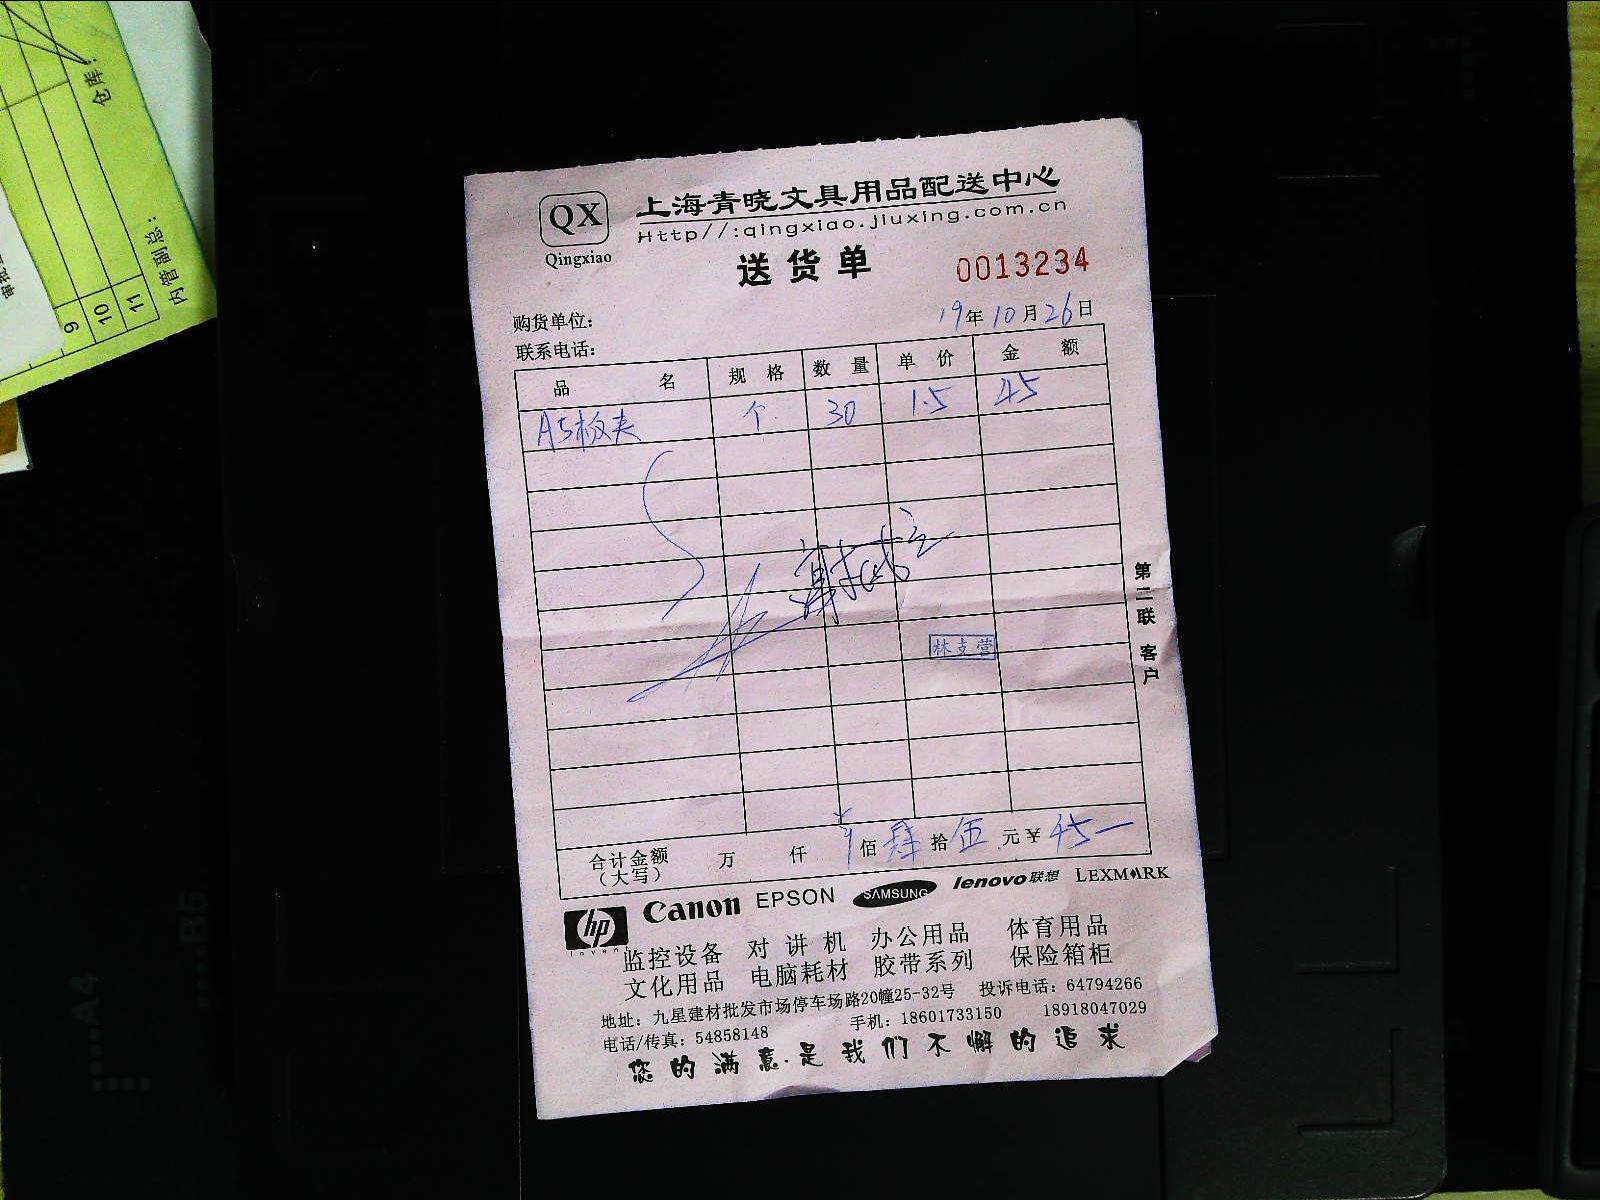 仓库:
内管副总:
9
10
11
QX
Qingxiao
上海青晓文具用品配送中心
Http//:qingxiao.jiuxing.com.cn
送货单
0013234
购货单位:
19年10月26日
联系电话:
品名 规格 数量 单价 金额
A5板夹 个 30 1.5 45
林支营
第二联 客户
合计金额 万 仟 佰 肆 拾 伍 元¥ 45—
(大写)
hp
invent
Canon
EPSON
SAMSUNG
lenovo联想
LEXMARK
监控设备 对讲机 办公用品 体育用品
文化用品 电脑耗材 胶带系列 保险箱柜
地址: 九星建材批发市场停车场路20幢25-32号 投诉电话: 64794266
电话/传真: 54858148 手机: 18601733150 18918047029
您的满意.是我们不懈的追求
A4
B5